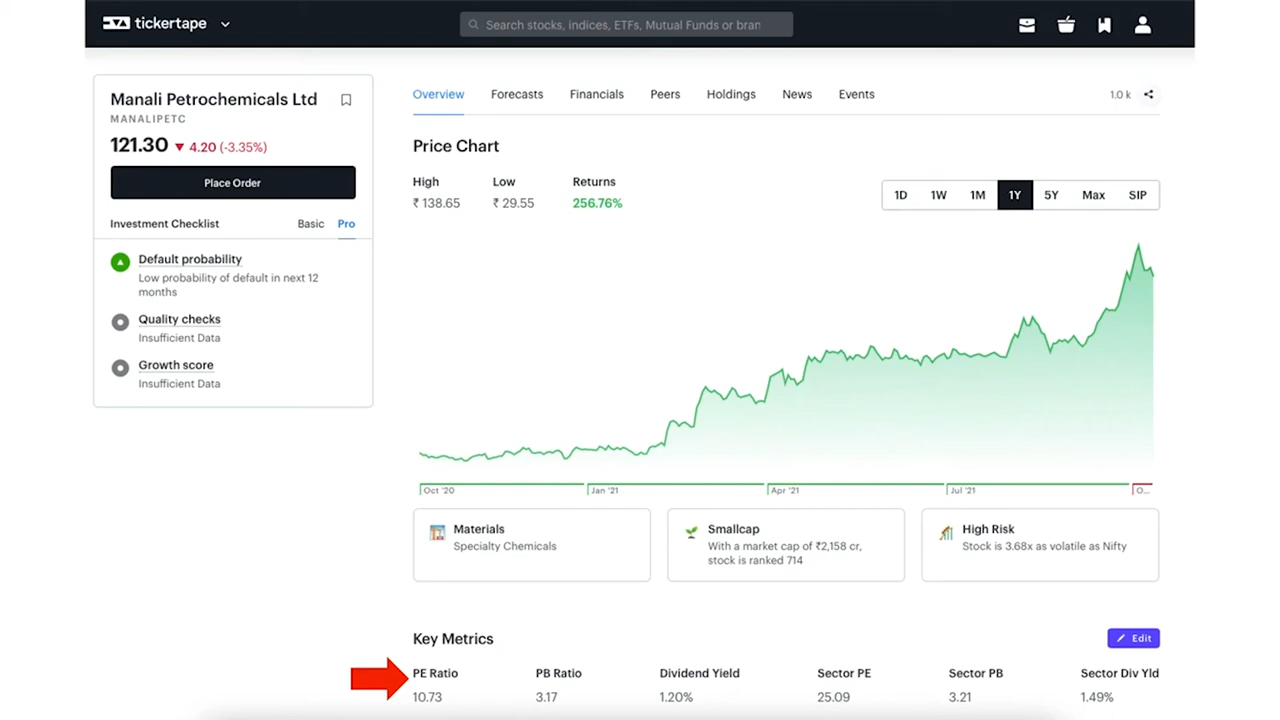 tickertape
Search stocks, indices, ETFs, Mutual Funds or bran
Manali Petrochemicals Ltd
MANALIPETC
121.30 ▼ 4.20 (-3.35%)
Place Order
Investment Checklist Basic Pro
Default probability
Low probability of default in next 12
months
Quality checks
Insufficient Data
Growth score
Insufficient Data
Overview Forecasts Financials Peers Holdings News Events 1.0 k
Price Chart
High Low Returns
₹ 138.65 ₹ 29.55 256.76%
1D 1W 1M 1Y 5Y Max SIP
Oct '20 Jan '21 Apr '21 Jul '21 O...
Materials
Specialty Chemicals
Smallcap
With a market cap of ₹2,158 cr,
stock is ranked 714
High Risk
Stock is 3.68x as volatile as Nifty
Key Metrics Edit
PE Ratio PB Ratio Dividend Yield Sector PE Sector PB Sector Div Yld
10.73 3.17 1.20% 25.09 3.21 1.49%